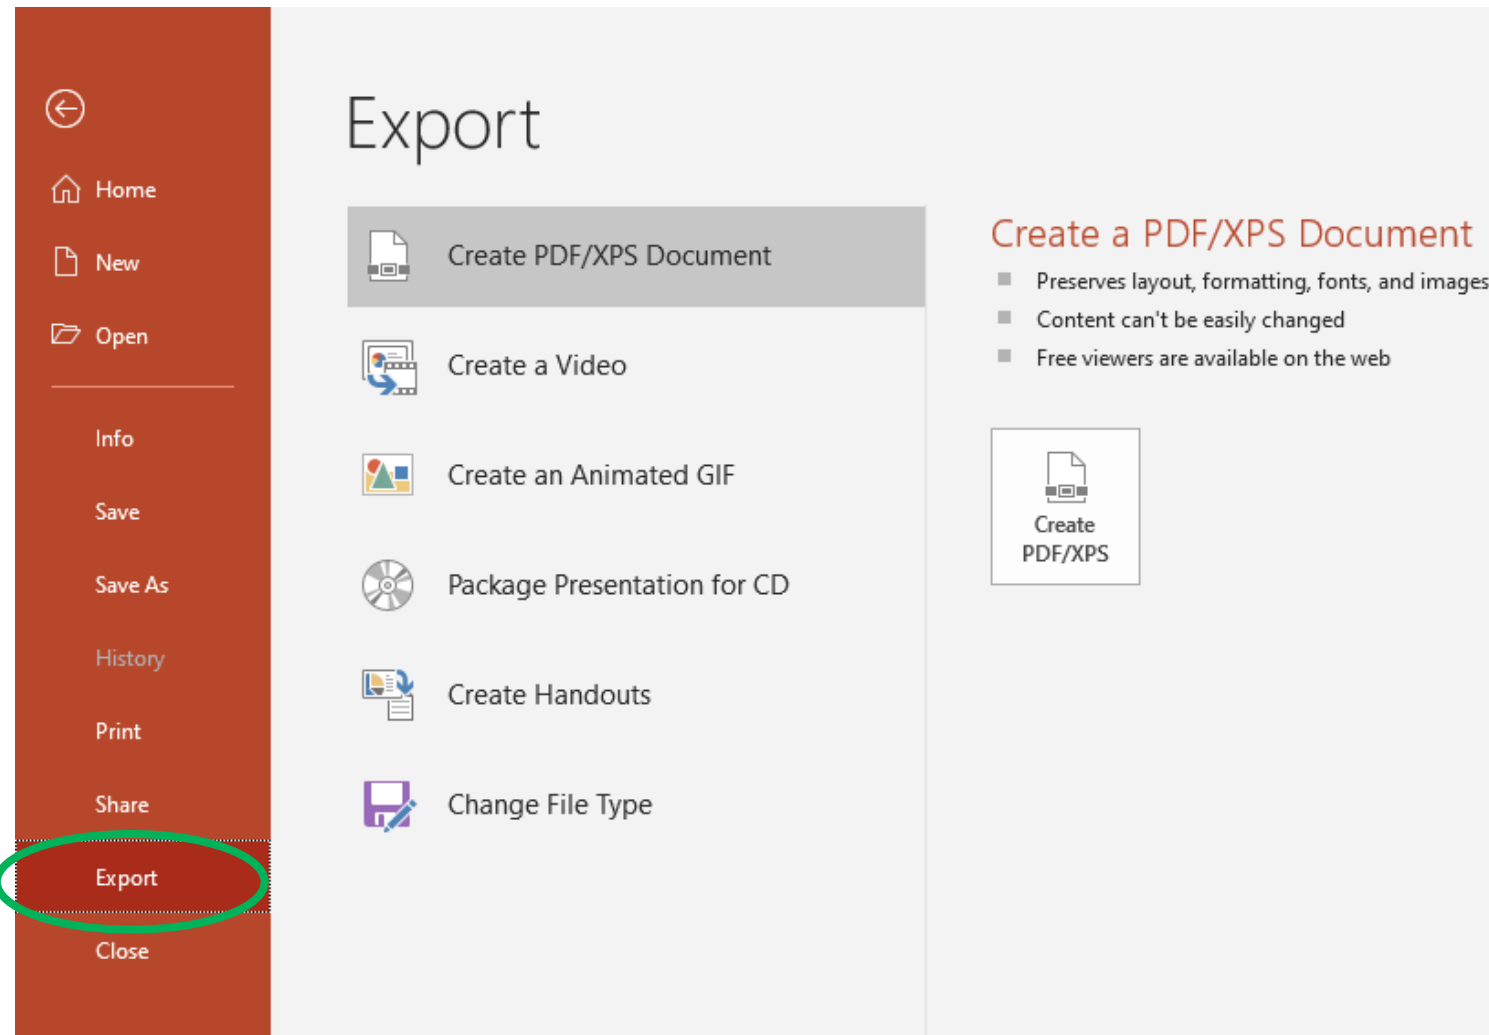 Home
New
Open
Info
Save
Save As
History
Print
Share
Export
Close
Export
Create PDF/XPS Document
Create a Video
Create an Animated GIF
Package Presentation for CD
Create Handouts
Change File Type
Create a PDF/XPS Document
Preserves layout, formatting, fonts, and images
Content can't be easily changed
Free viewers are available on the web
Create
PDF/XPS